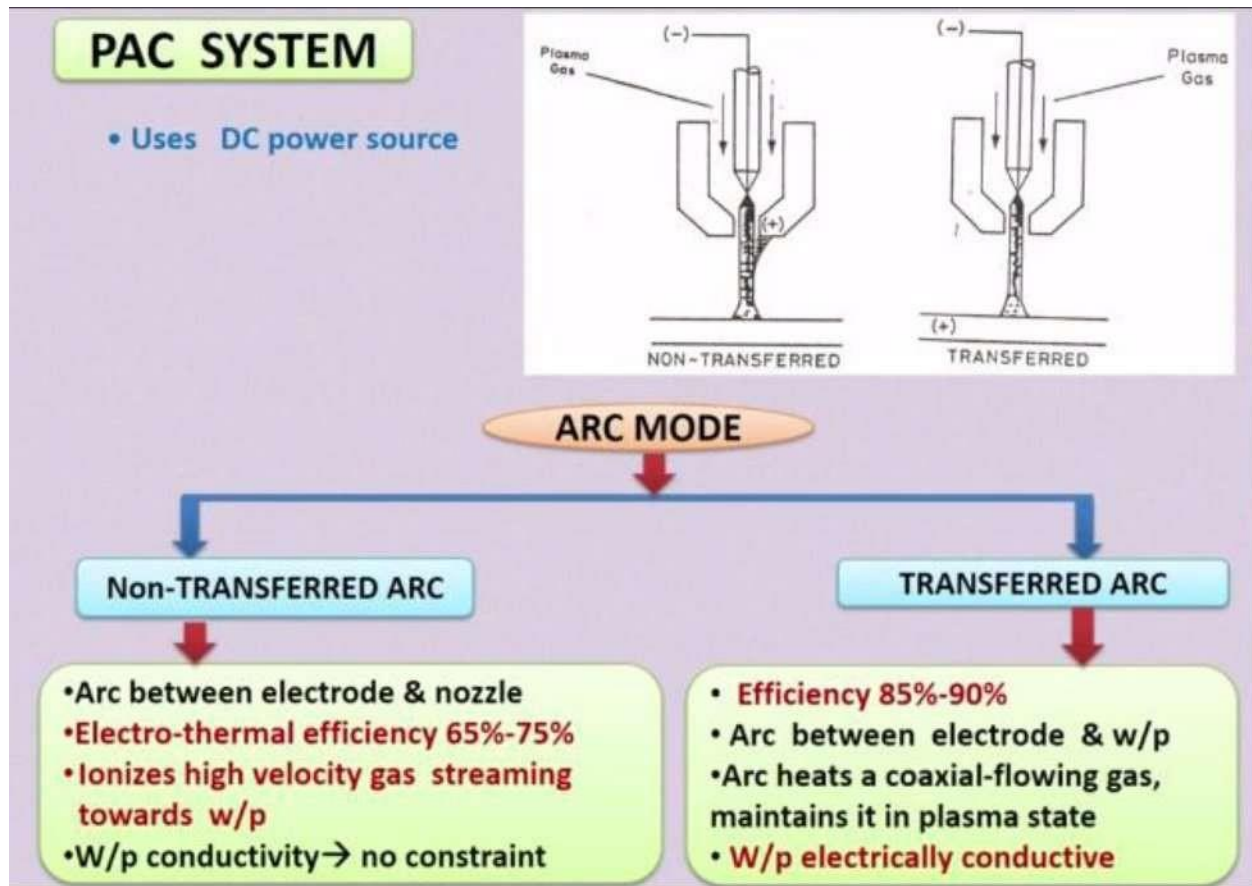 PAC SYSTEM
• Uses DC power source
(-)
Plasma
Gas
(+)
NON-TRANSFERRED
(-)
Plasma
Gas
(+)
TRANSFERRED
ARC MODE
Non-TRANSFERRED ARC
•Arc between electrode & nozzle
•Electro-thermal efficiency 65%-75%
•Ionizes high velocity gas streaming
towards w/p
•W/p conductivity→ no constraint
TRANSFERRED ARC
• Efficiency 85%-90%
• Arc between electrode & w/p
•Arc heats a coaxial-flowing gas,
maintains it in plasma state
• W/p electrically conductive